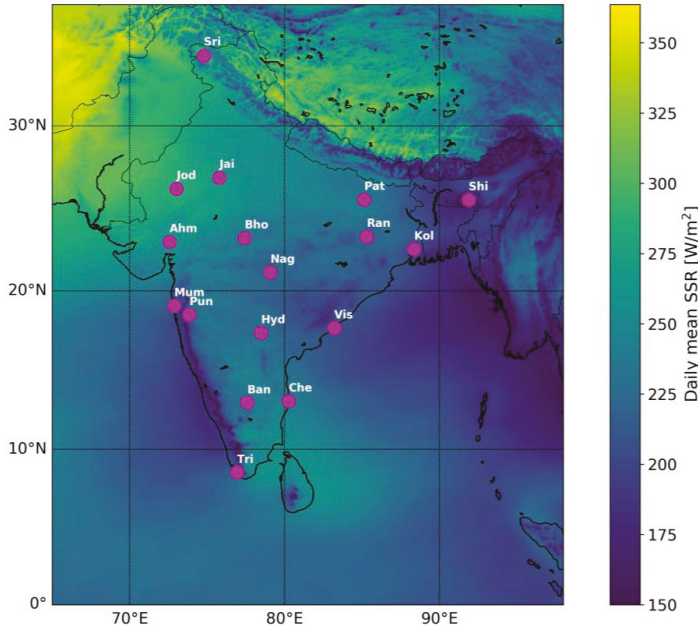 Sri
30°N
Jai
Jod
Pat
Shi
Ahm
Bho
Ran
Kol
Nag
20°N
Mum
Pun
Hyd
Vis
Ban
Che
10°N
Tri
0°
70°E
80°E
90°E
350
325
300
275
250
225
200
175
150
Daily mean SSR [W/m²]